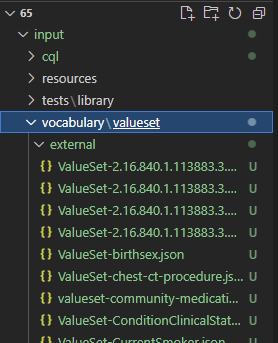 65
input
cql
resources
tests\library
vocabulary\valueset
external
{} ValueSet-2.16.840.1.113883.3.... U
{} ValueSet-2.16.840.1.113883.3.... U
{} ValueSet-2.16.840.1.113883.3.... U
{} ValueSet-2.16.840.1.113883.3.... U
{} ValueSet-birthsex.json U
{} ValueSet-chest-ct-procedure.js... U
{} valueset-community-medicati... U
{} ValueSet-ConditionClinicalStat... U
{} ValueSet-CurrentSmoker.json U